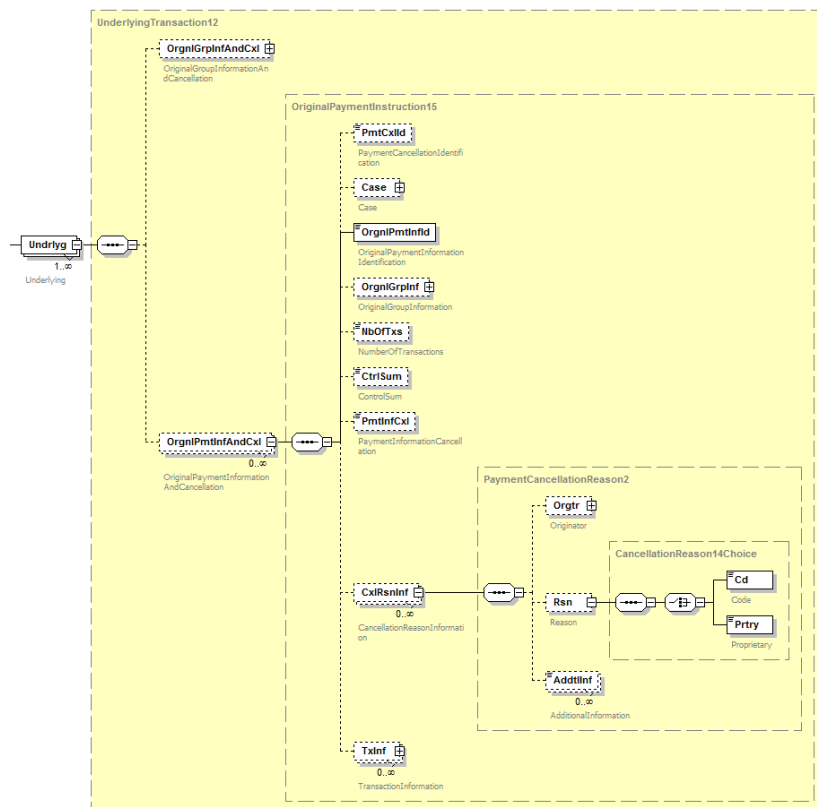 UnderlyingTransaction12
OrgnlGrpInfAndCxl
OriginalGroupInformationAn
dCancellation
OriginalPaymentInstruction15
PmtCxlId
PaymentCancellationIdentifi
cation
Case
Case
Undrlyg
1..∞
Underlying
OrgnlPmtInfId
OriginalPaymentInformation
Identification
OrgnlGrpInf
OriginalGroupInformation
NbOfTxs
NumberOfTransactions
CtrlSum
ControlSum
PmtInfCxl
PaymentInformationCancell
ation
OrgnlPmtInfAndCxl
0..∞
OriginalPaymentInformation
AndCancellation
PaymentCancellationReason2
Orgtr
Originator
CancellationReason14Choice
CxlRsnInf
0..∞
CancellationReasonInformati
on
Rsn
Reason
Cd
Code
Prtry
Proprietary
AddtlInf
0..∞
AdditionalInformation
TxInf
0..∞
TransactionInformation